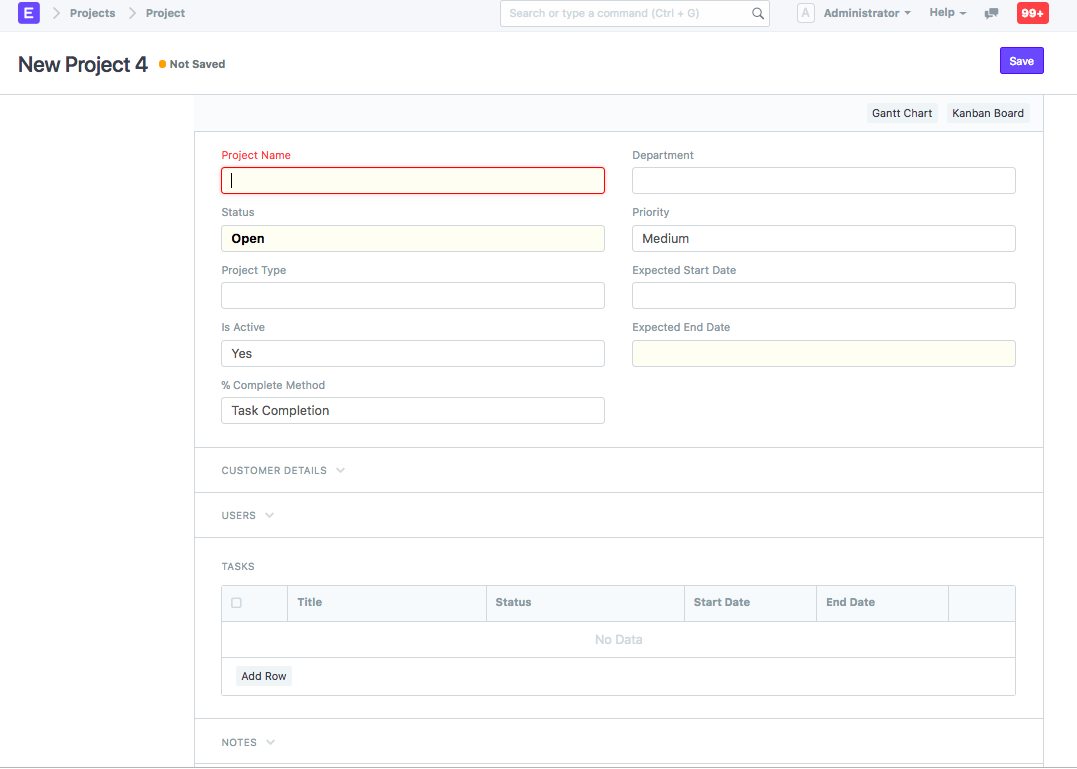 E Projects Project Search or type a command (Ctrl + G) A Administrator Help 99+
New Project 4 Not Saved Save
Gantt Chart Kanban Board
Project Name Department
Status Priority
Open Medium
Project Type Expected Start Date
Is Active Expected End Date
Yes
% Complete Method
Task Completion
CUSTOMER DETAILS
USERS
TASKS
Title Status Start Date End Date
No Data
Add Row
NOTES